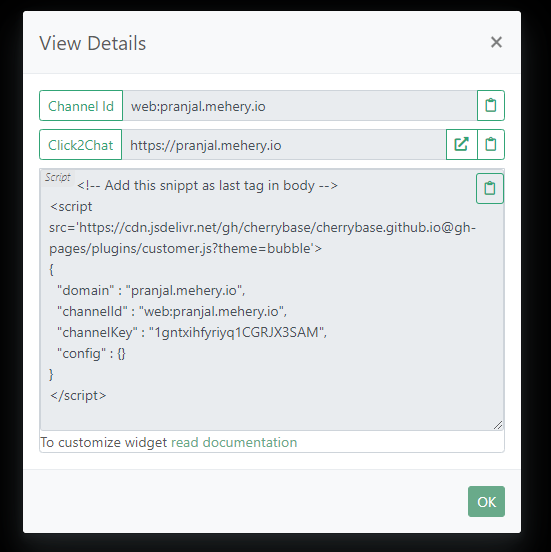 View Details ×
Channel Id web:pranjal.mehery.io
Click2Chat https://pranjal.mehery.io
Script
<!-- Add this snippt as last tag in body -->
<script
src='https://cdn.jsdelivr.net/gh/cherrybase/cherrybase.github.io@gh-
pages/plugins/customer.js?theme=bubble'>
{
"domain" : "pranjal.mehery.io",
"channelId" : "web:pranjal.mehery.io",
"channelKey" : "1gntxihfyriyq1CGRJX3SAM",
"config" : {}
}
</script>
To customize widget read documentation
OK